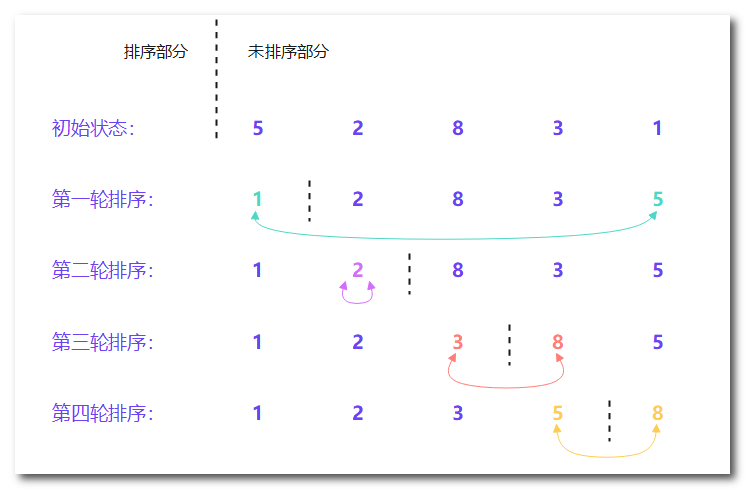 排序部分 未排序部分
初始状态： 5 2 8 3 1
第一轮排序： 1 2 8 3 5
第二轮排序： 1 2 8 3 5
第三轮排序： 1 2 3 8 5
第四轮排序： 1 2 3 5 8